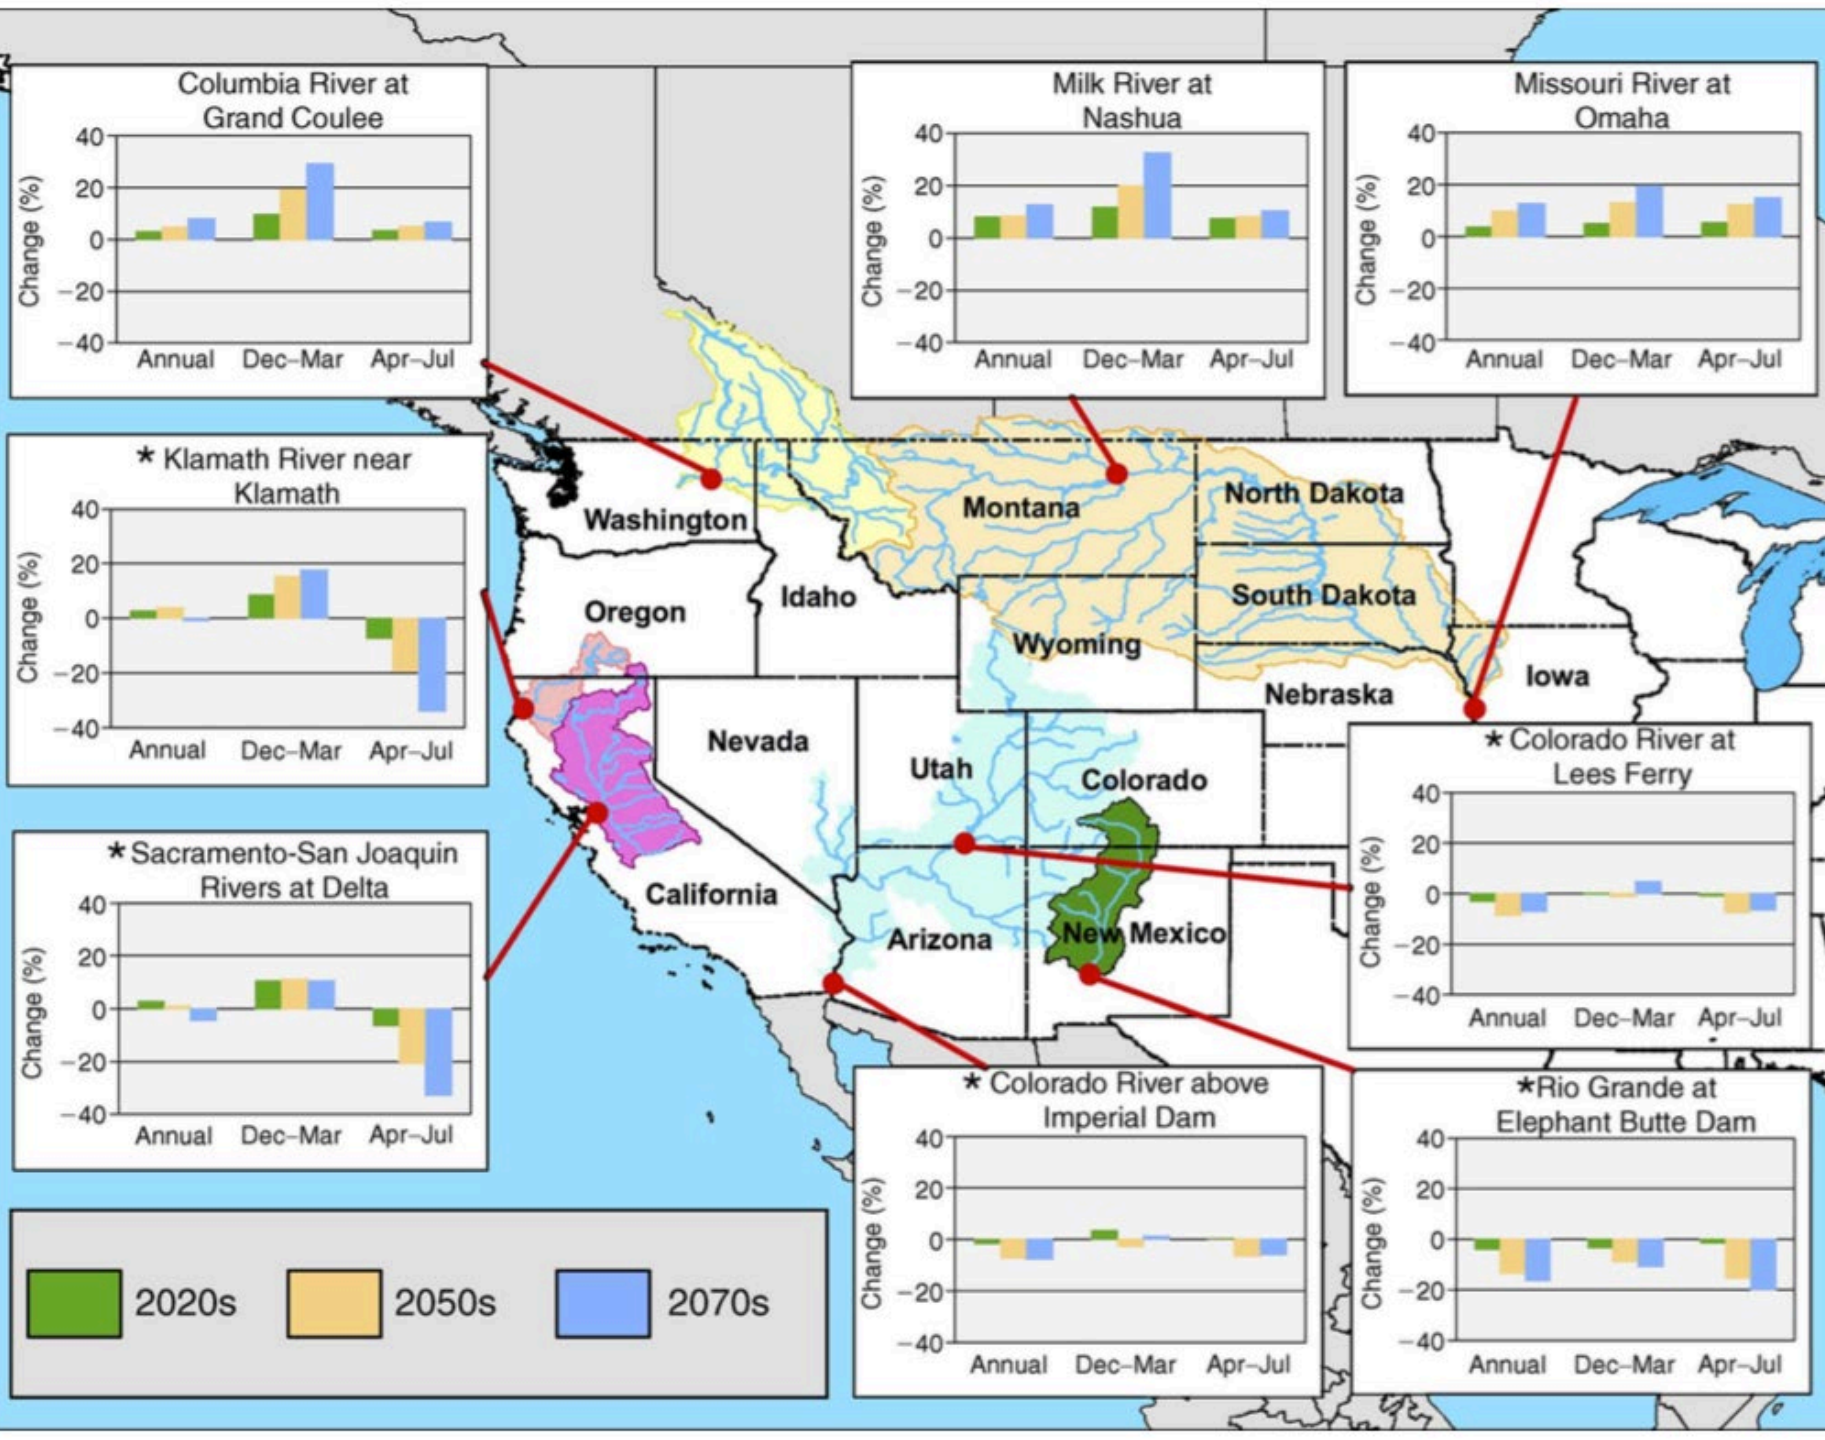 Columbia River at
Grand Coulee
Change (%)
40
20
0
−20
−40
Annual Dec−Mar Apr−Jul
Milk River at
Nashua
Change (%)
40
20
0
−20
−40
Annual Dec−Mar Apr−Jul
Missouri River at
Omaha
Change (%)
40
20
0
−20
−40
Annual Dec−Mar Apr−Jul
* Klamath River near
Klamath
Change (%)
40
20
0
−20
−40
Annual Dec−Mar Apr−Jul
Washington
Montana
North Dakota
Oregon
Idaho
South Dakota
Wyoming
Nebraska
Iowa
Nevada
Utah
Colorado
California
Arizona
New Mexico
* Colorado River at
Lees Ferry
Change (%)
40
20
0
−20
−40
Annual Dec−Mar Apr−Jul
* Sacramento-San Joaquin
Rivers at Delta
Change (%)
40
20
0
−20
−40
Annual Dec−Mar Apr−Jul
* Colorado River above
Imperial Dam
Change (%)
40
20
0
−20
−40
Annual Dec−Mar Apr−Jul
*Rio Grande at
Elephant Butte Dam
Change (%)
40
20
0
−20
−40
Annual Dec−Mar Apr−Jul
2020s 2050s 2070s